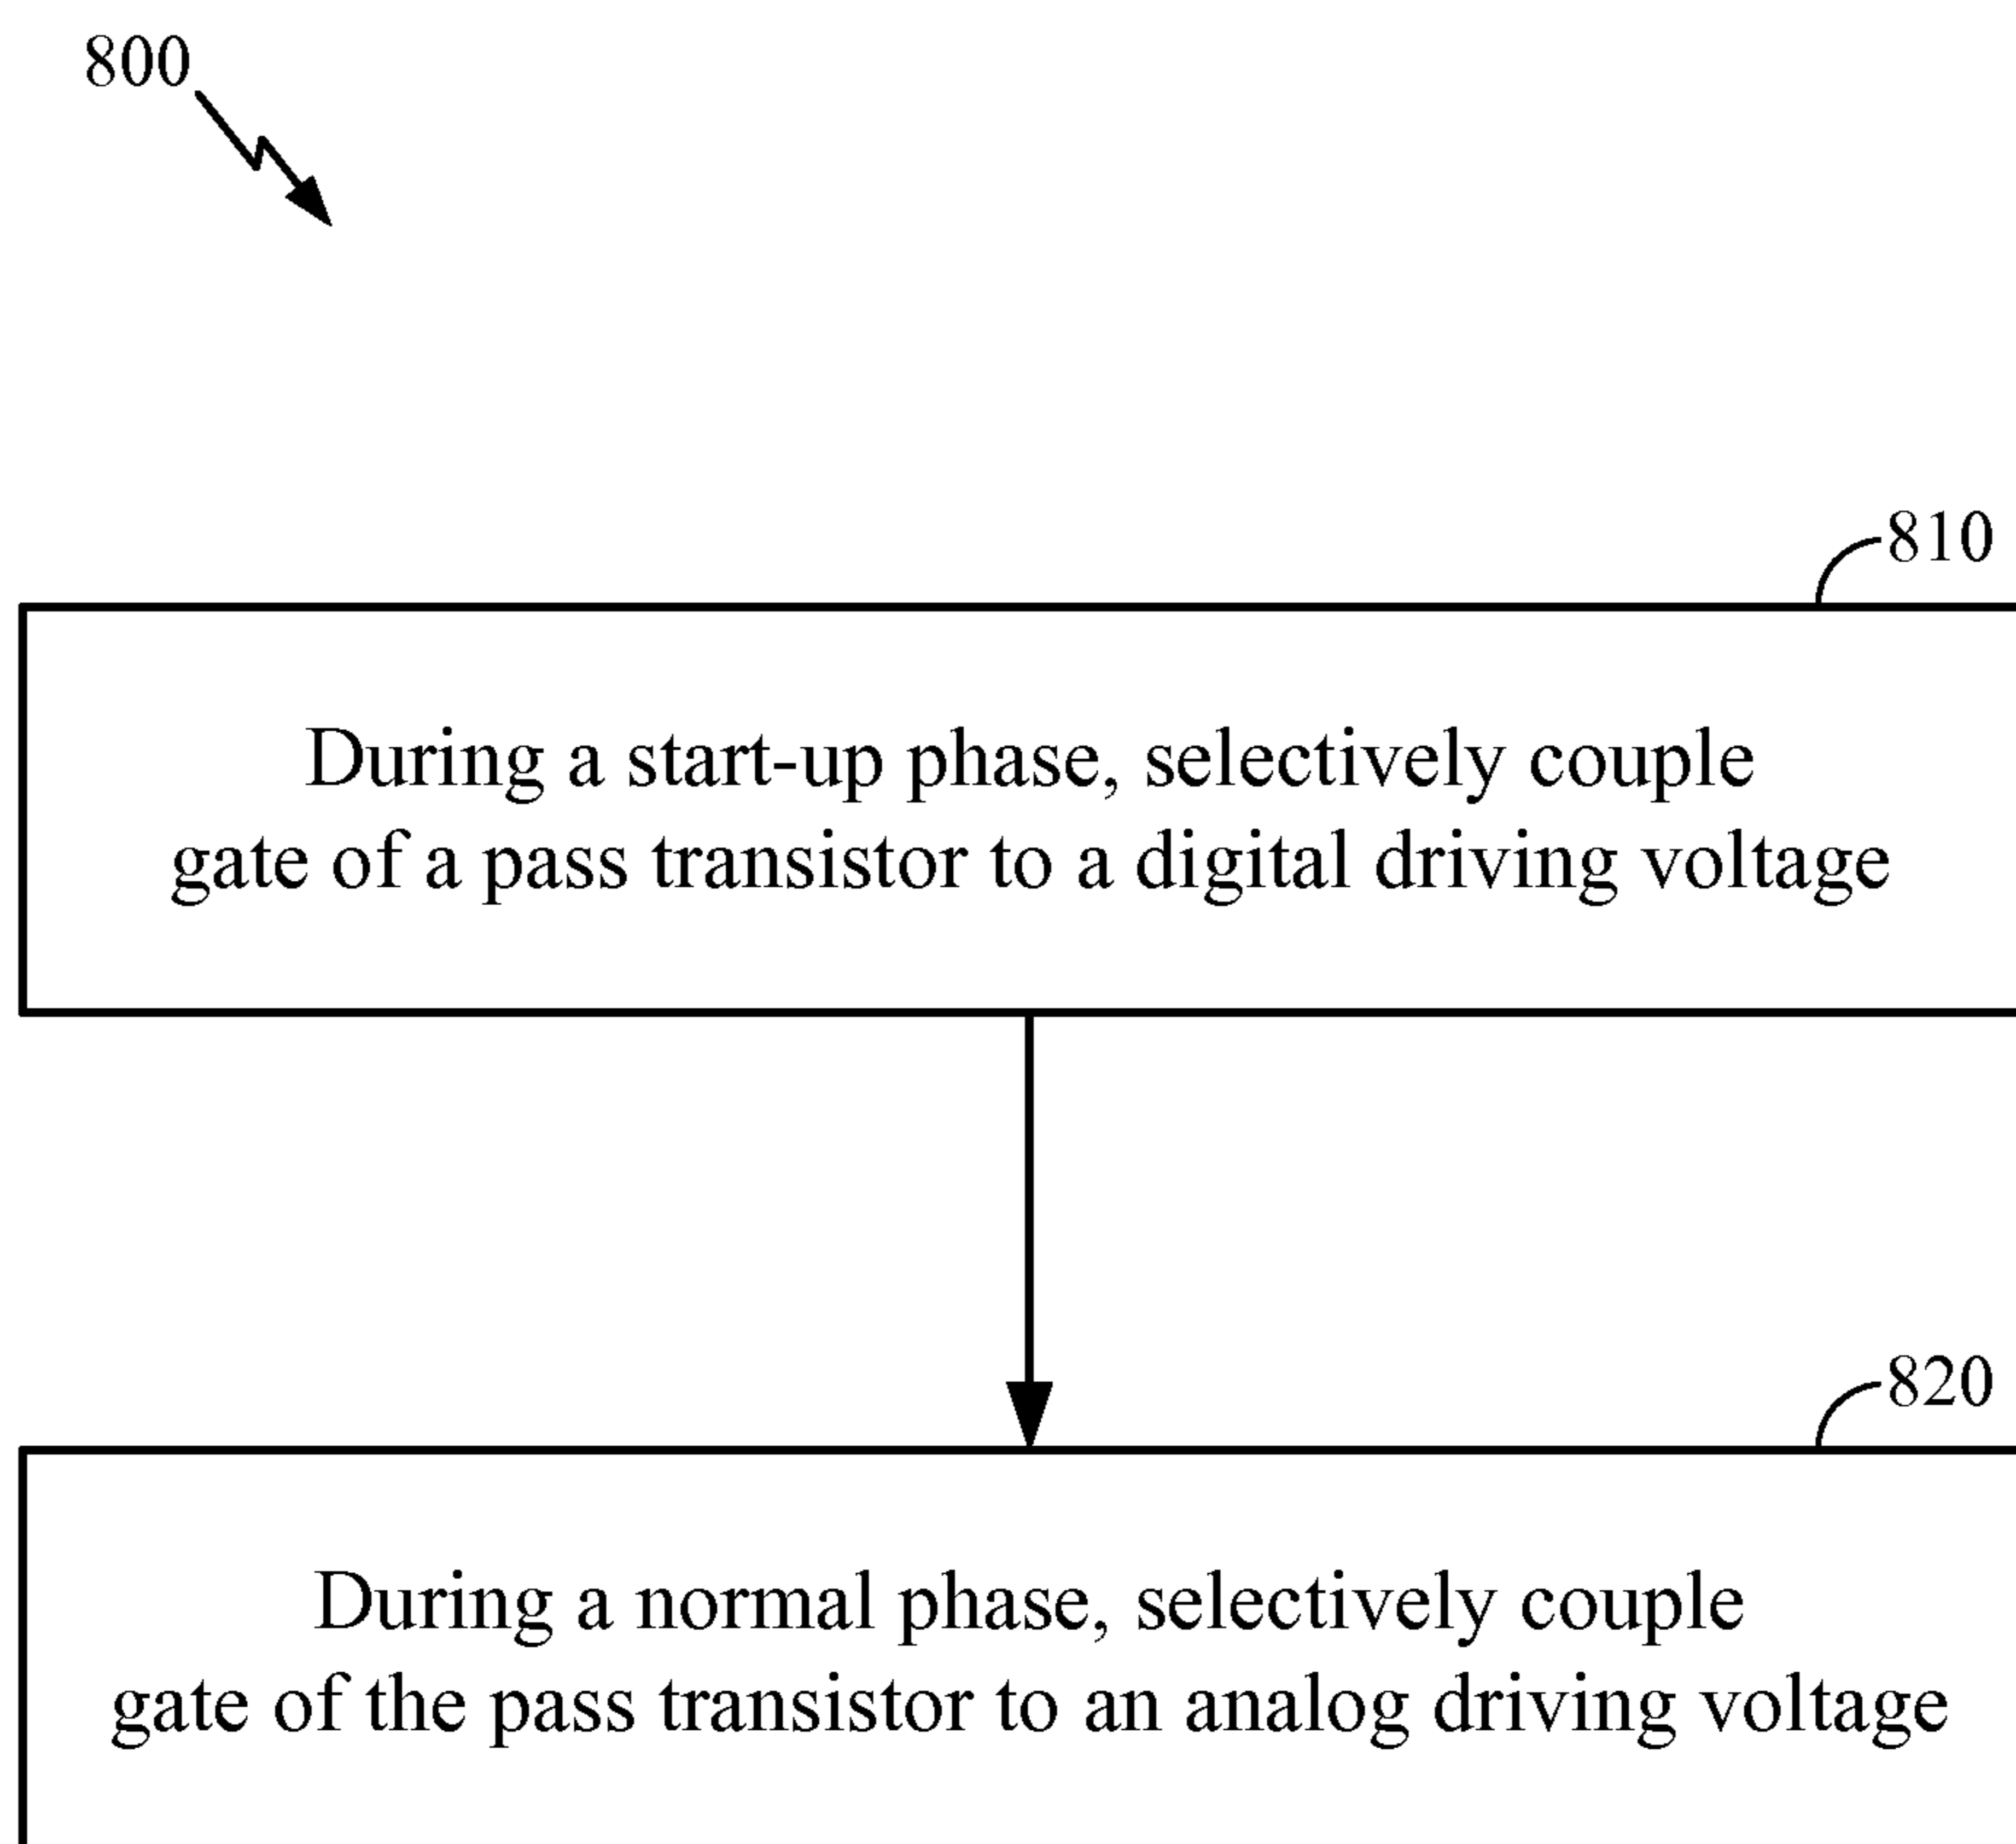 800
810
During a start-up phase, selectively couple
gate of a pass transistor to a digital driving voltage
820
During a normal phase, selectively couple
gate of the pass transistor to an analog driving voltage